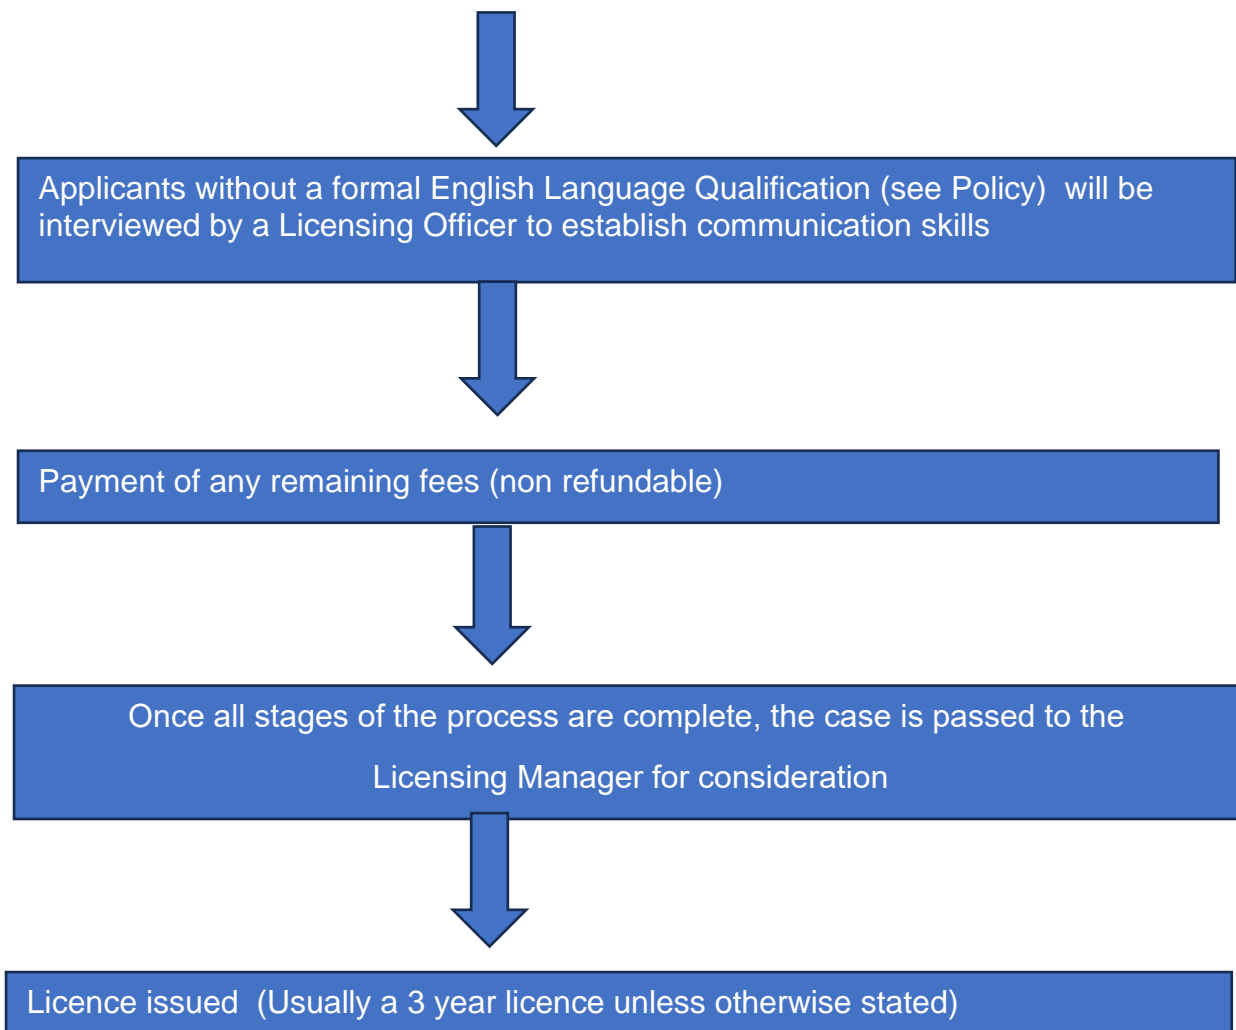 Applicants without a formal English Language Qualification (see Policy)  will be
interviewed by a Licensing Officer to establish communication skills
Payment of any remaining fees (non refundable)
Once all stages of the process are complete, the case is passed to the
Licensing Manager for consideration
Licence issued  (Usually a 3 year licence unless otherwise stated)